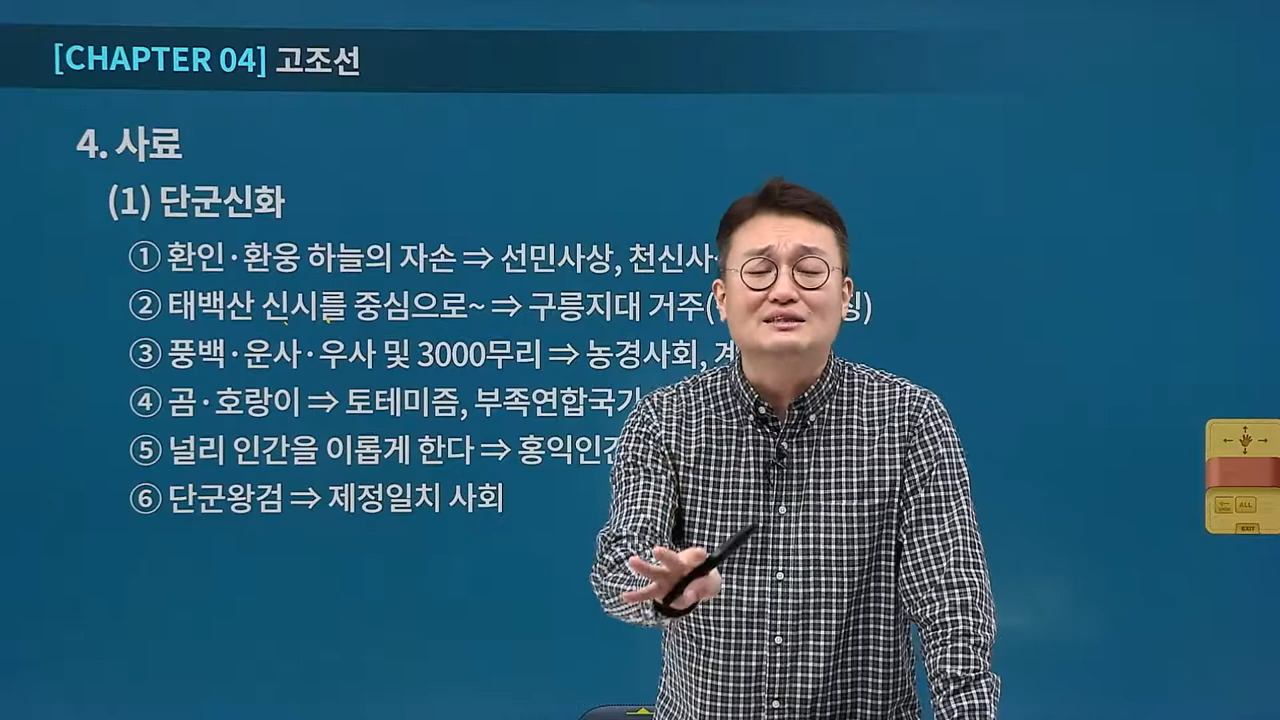 [CHAPTER 04] 고조선
4. 사료
(1) 단군신화
① 환인·환웅 하늘의 자손 ⇒ 선민사상, 천신사
② 태백산 신시를 중심으로~ ⇒ 구릉지대 거주(
③ 풍백·운사·우사 및 3000무리 ⇒ 농경사회,
④ 곰·호랑이 ⇒ 토테미즘, 부족연합국가
⑤ 널리 인간을 이롭게 한다 ⇒ 홍익인간
⑥ 단군왕검 ⇒ 제정일치 사회
ALL
EXIT